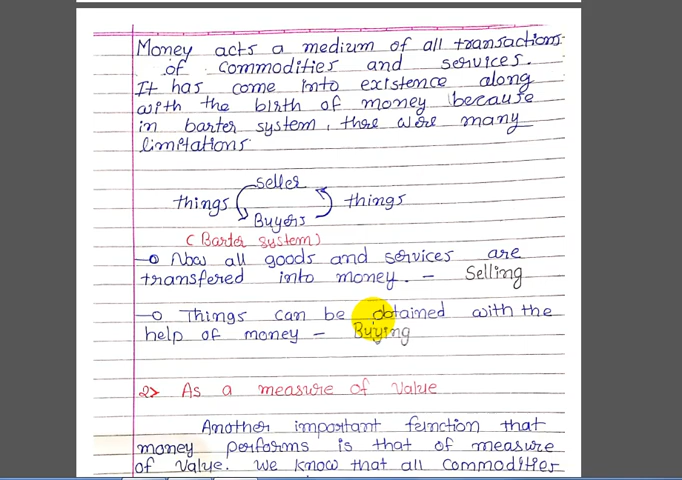 Money acts a medium of all transactions
of commodities and services.
It has come into existence along
with the birth of money because
in barter system, there were many
limitations.
seller
things things
Buyers
(Barter system)
Now all goods and services are
transfered into money. - Selling
Things can be obtained with the
help of money - Buying
2> As a measure of value
Another important function that
money performs is that of measure
of value. We know that all commodities